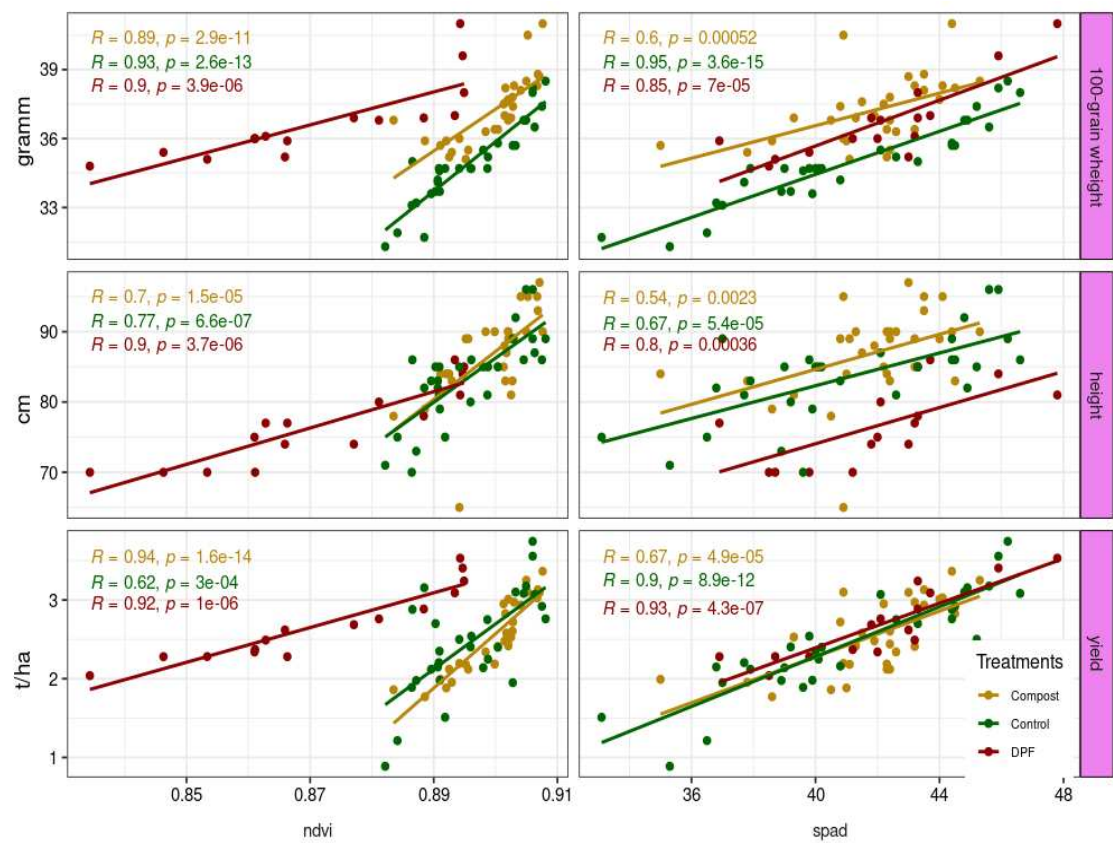 R = 0.89, p = 2.9e-11
R = 0.93, p = 2.6e-13
R = 0.9, p = 3.9e-06
R = 0.6, p = 0.00052
R = 0.95, p = 3.6e-15
R = 0.85, p = 7e-05
39
36
33
gramm
100-grain wheight
R = 0.7, p = 1.5e-05
R = 0.77, p = 6.6e-07
R = 0.9, p = 3.7e-06
R = 0.54, p = 0.0023
R = 0.67, p = 5.4e-05
R = 0.8, p = 0.00036
90
80
70
cm
height
R = 0.94, p = 1.6e-14
R = 0.62, p = 3e-04
R = 0.92, p = 1e-06
R = 0.67, p = 4.9e-05
R = 0.9, p = 8.9e-12
R = 0.93, p = 4.3e-07
3
2
1
t/ha
yield
Treatments
Compost
Control
DPF
0.85 0.87 0.89 0.91
36 40 44 48
ndvi
spad